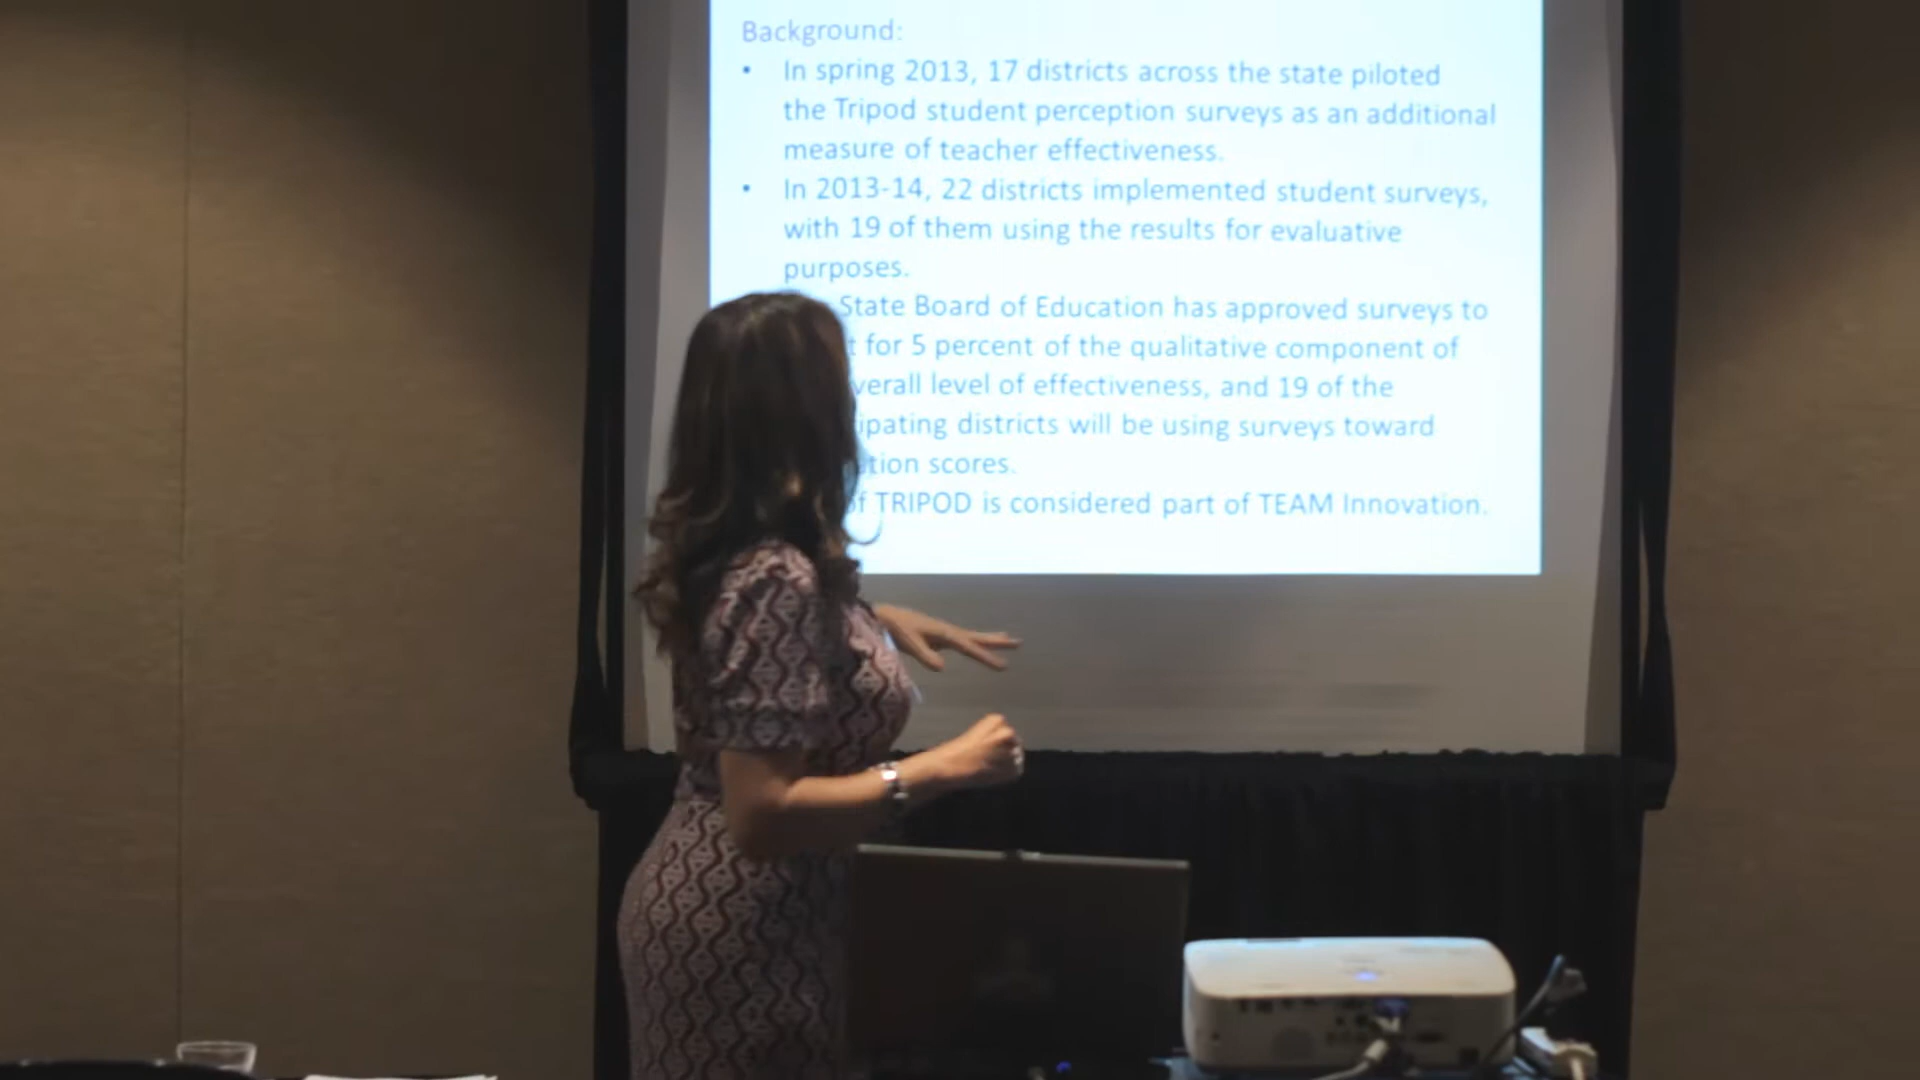 Background:
• In spring 2013, 17 districts across the state piloted
the Tripod student perception surveys as an additional
measure of teacher effectiveness.
• In 2013-14, 22 districts implemented student surveys,
with 19 of them using the results for evaluative
purposes.
State Board of Education has approved surveys to
for 5 percent of the qualitative component of
level of effectiveness, and 19 of the
districts will be using surveys toward
scores.
of TRIPOD is considered part of TEAM Innovation.